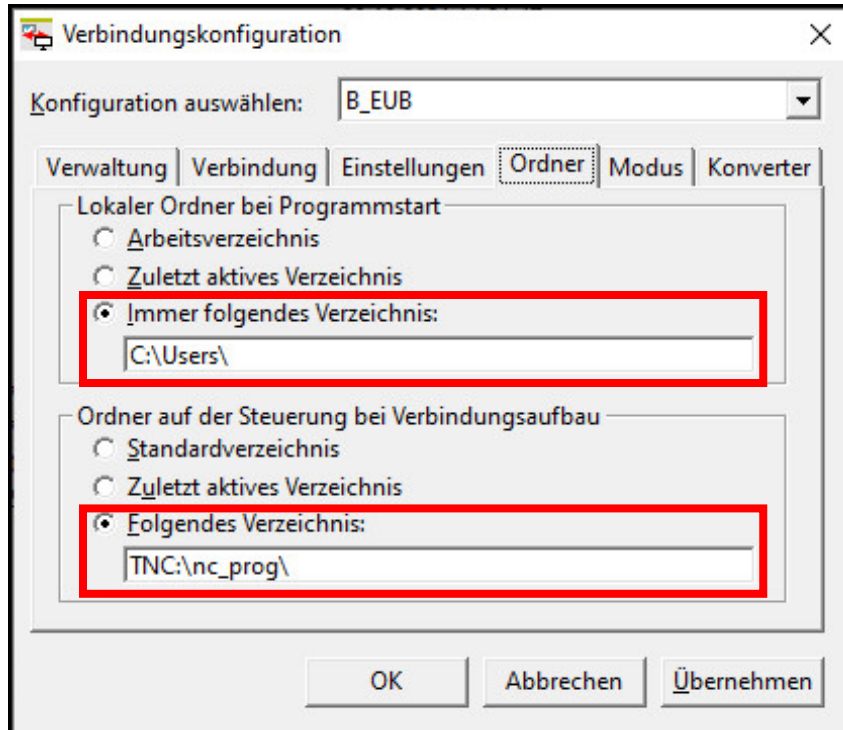 Verbindungskonfiguration
Konfiguration auswählen: B_EUB
Verwaltung Verbindung Einstellungen Ordner Modus Konverter
Lokaler Ordner bei Programmstart
Arbeitsverzeichnis
Zuletzt aktives Verzeichnis
Immer folgendes Verzeichnis:
C:\Users\
Ordner auf der Steuerung bei Verbindungsaufbau
Standardverzeichnis
Zuletzt aktives Verzeichnis
Folgendes Verzeichnis:
TNC:\nc_prog\
OK Abbrechen Übernehmen